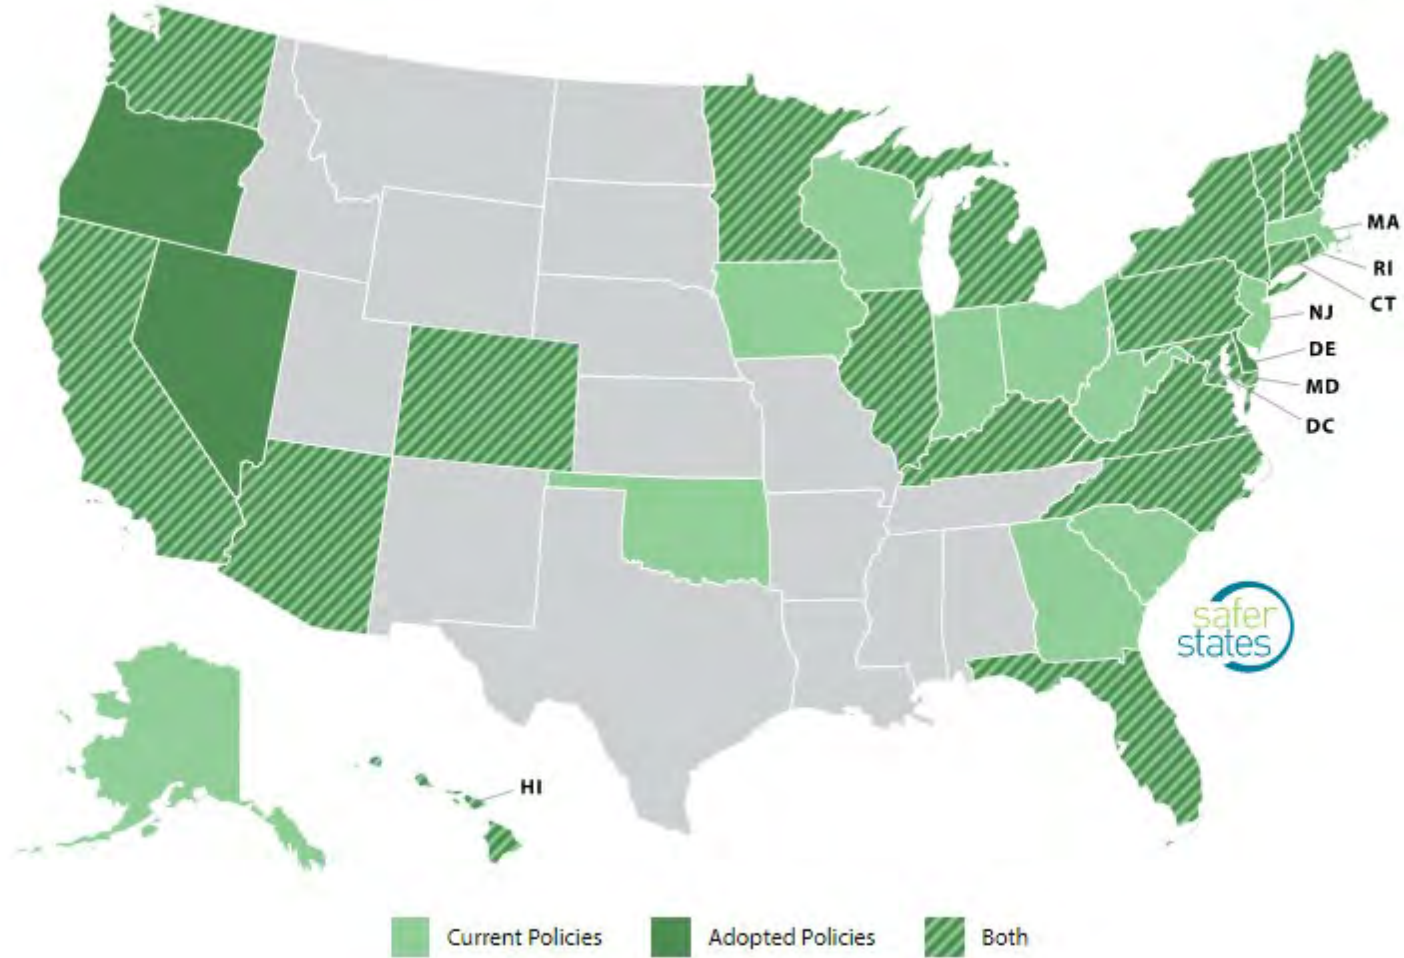 MA
RI
CT
NJ
DE
MD
DC
safer
states
HI
Current Policies
Adopted Policies
Both